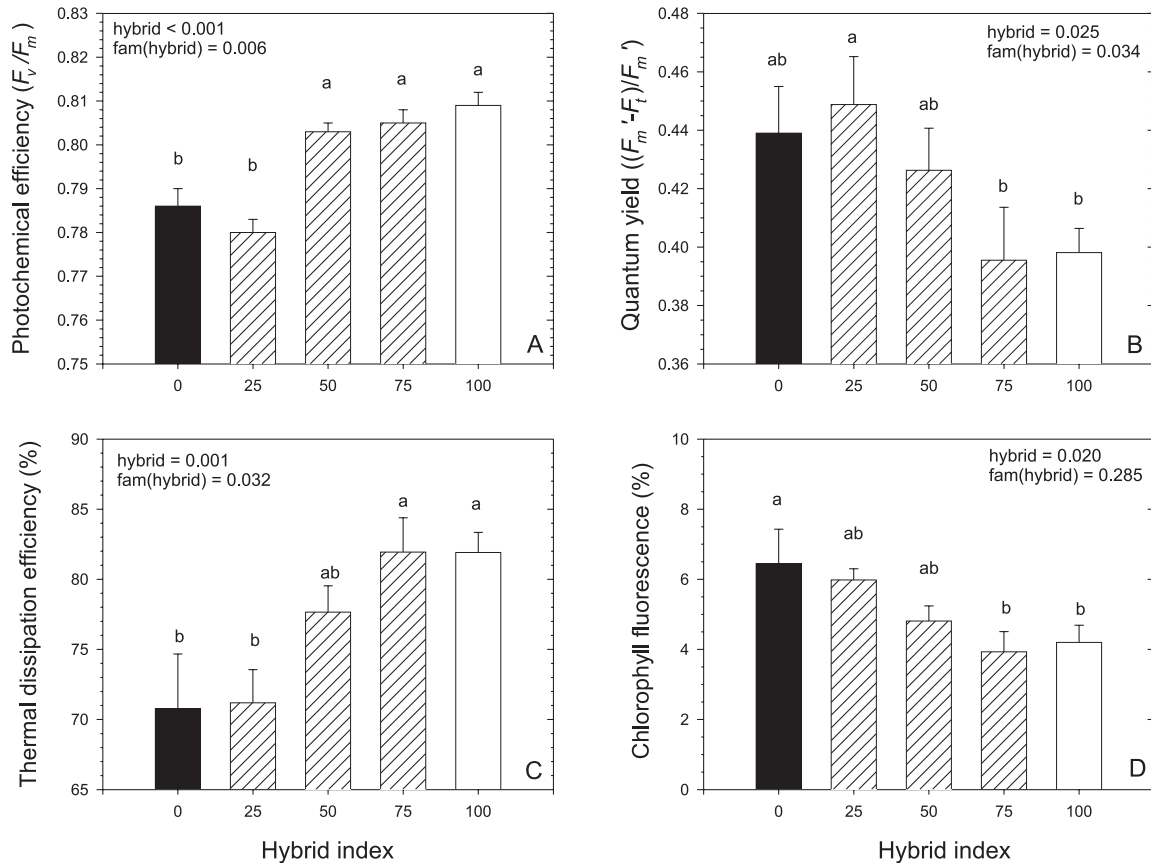 Photochemical efficiency (Fv/Fm)
0.83
0.82
0.81
0.80
0.79
0.78
0.77
0.76
0.75
hybrid < 0.001
fam(hybrid) = 0.006
b
b
a
a
a
A
0 25 50 75 100
Quantum yield ((Fm'-Ft)/Fm')
0.48
0.46
0.44
0.42
0.40
0.38
0.36
hybrid = 0.025
fam(hybrid) = 0.034
ab
a
ab
b
b
B
0 25 50 75 100
Thermal dissipation efficiency (%)
90
85
80
75
70
65
hybrid = 0.001
fam(hybrid) = 0.032
b
b
ab
a
a
C
0 25 50 75 100
Hybrid index
Chlorophyll fluorescence (%)
10
8
6
4
2
0
hybrid = 0.020
fam(hybrid) = 0.285
a
ab
ab
b
b
D
0 25 50 75 100
Hybrid index